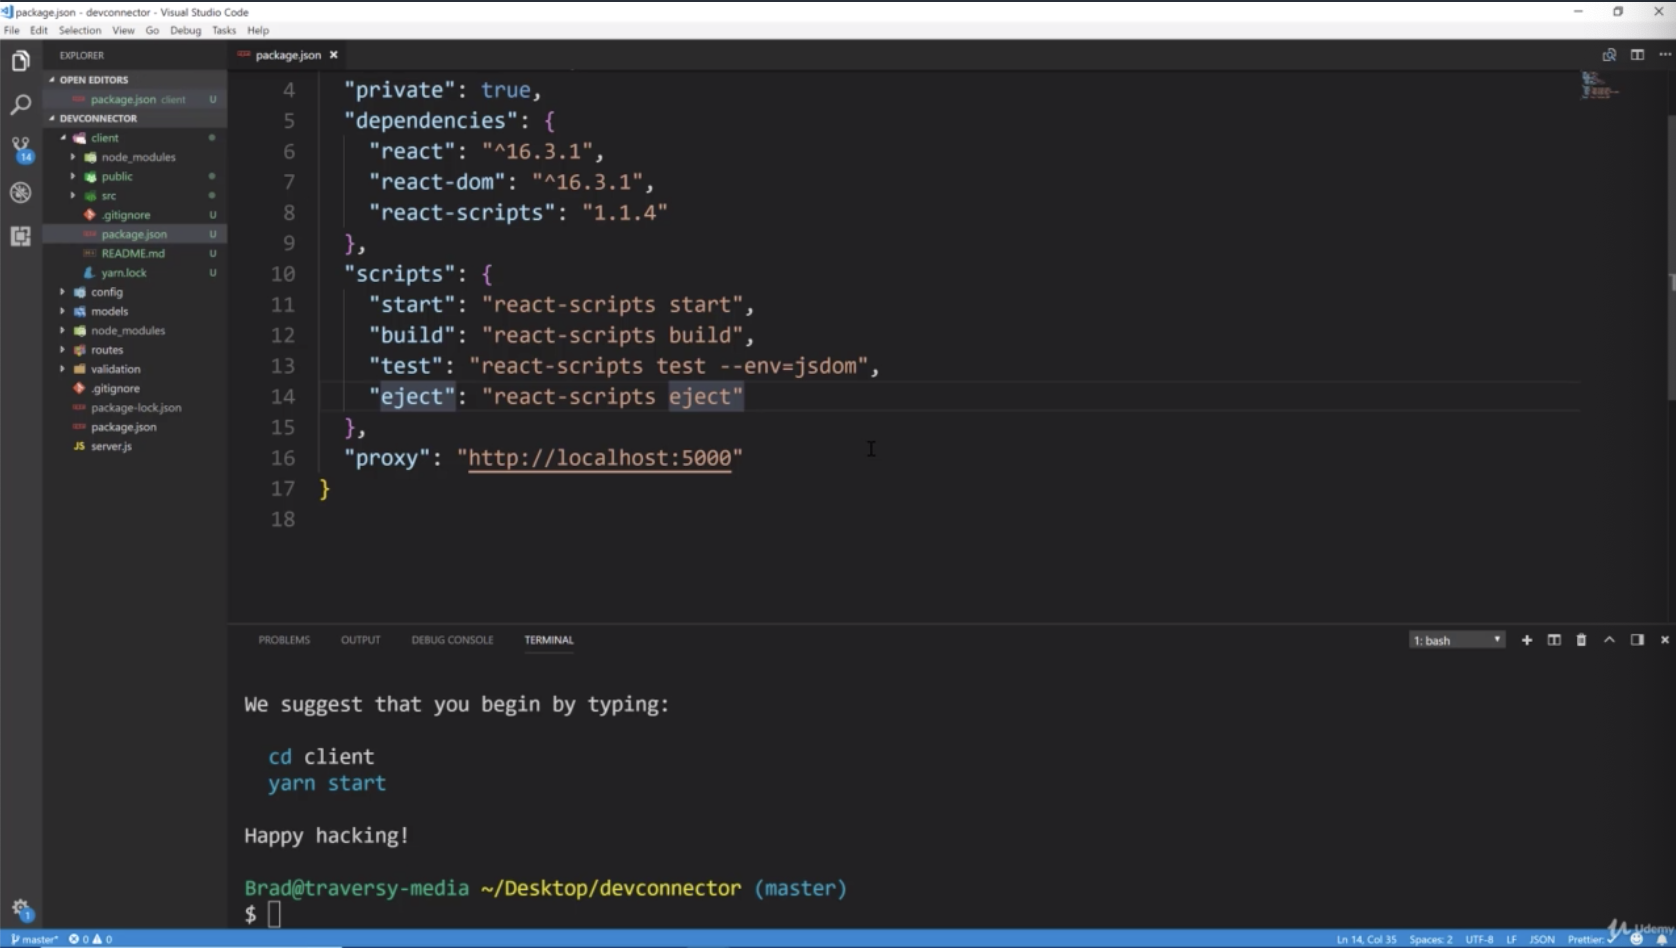 package.json - devconnector - Visual Studio Code
File Edit Selection View Go Debug Tasks Help
EXPLORER
OPEN EDITORS
package.json client U
DEVCONNECTOR
client
node_modules
public
src
.gitignore U
package.json U
README.md U
yarn.lock U
config
models
node_modules
routes
validation
.gitignore
package-lock.json
package.json
JS server.js
14
1
package.json
4 "private": true,
5 "dependencies": {
6 "react": "^16.3.1",
7 "react-dom": "^16.3.1",
8 "react-scripts": "1.1.4"
9 },
10 "scripts": {
11 "start": "react-scripts start",
12 "build": "react-scripts build",
13 "test": "react-scripts test --env=jsdom",
14 "eject": "react-scripts eject"
15 },
16 "proxy": "http://localhost:5000"
17 }
18
PROBLEMS OUTPUT DEBUG CONSOLE TERMINAL 1: bash
We suggest that you begin by typing:
cd client
yarn start
Happy hacking!
Brad@traversy-media ~/Desktop/devconnector (master)
$
master* 0 0 Ln 14, Col 35 Spaces: 2 UTF-8 LF JSON Prettier: ✓
Udemy